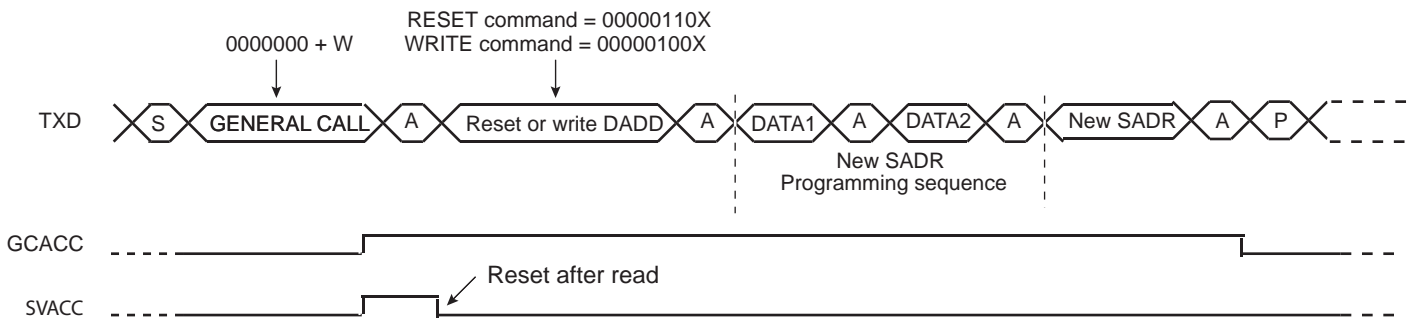 RESET command = 00000110X
0000000 + W
WRITE command = 00000100X
TXD
S
GENERAL CALL
A
Reset or write DADD
A
DATA1
A
DATA2
A
New SADR
A
P
New SADR
Programming sequence
GCACC
Reset after read
SVACC